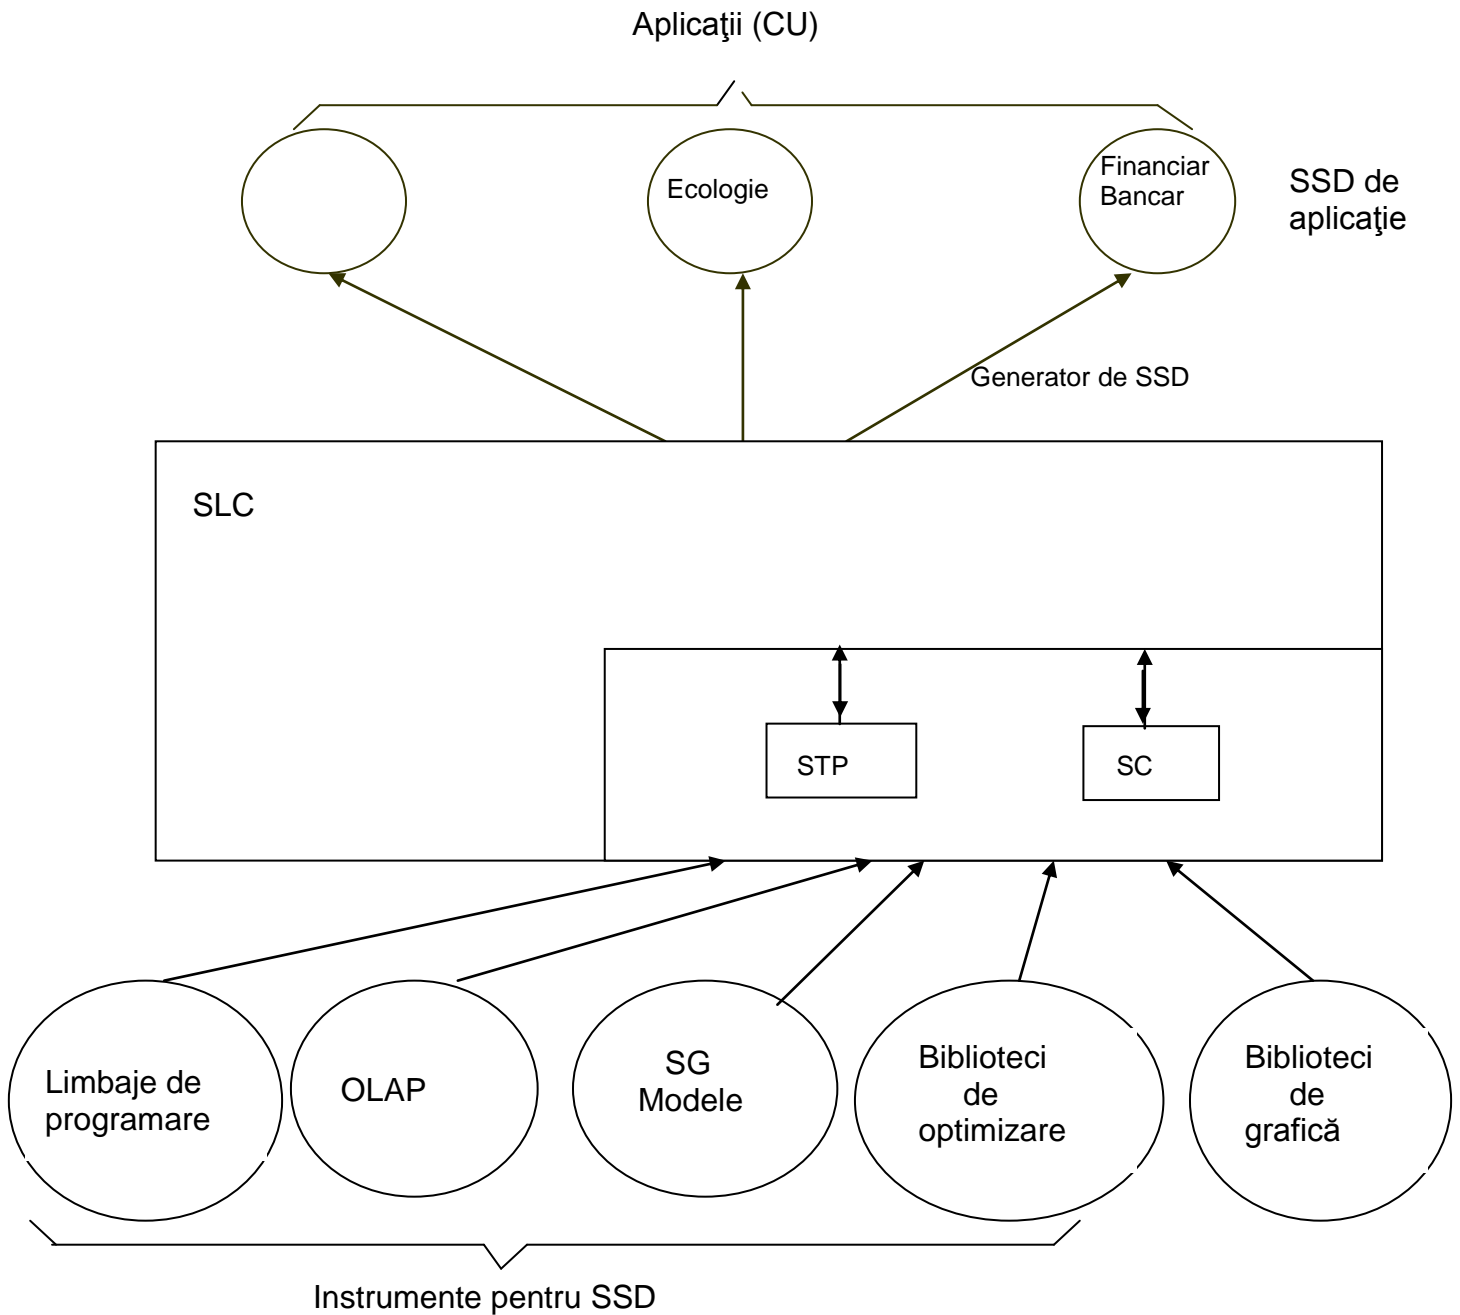 Aplicaţii (CU)
Ecologie
Financiar
Bancar
SSD de
aplicaţie
Generator de SSD
SLC
STP
SC
Limbaje de
programare
OLAP
SG
Modele
Biblioteci
de
optimizare
Biblioteci
de
grafică
Instrumente pentru SSD